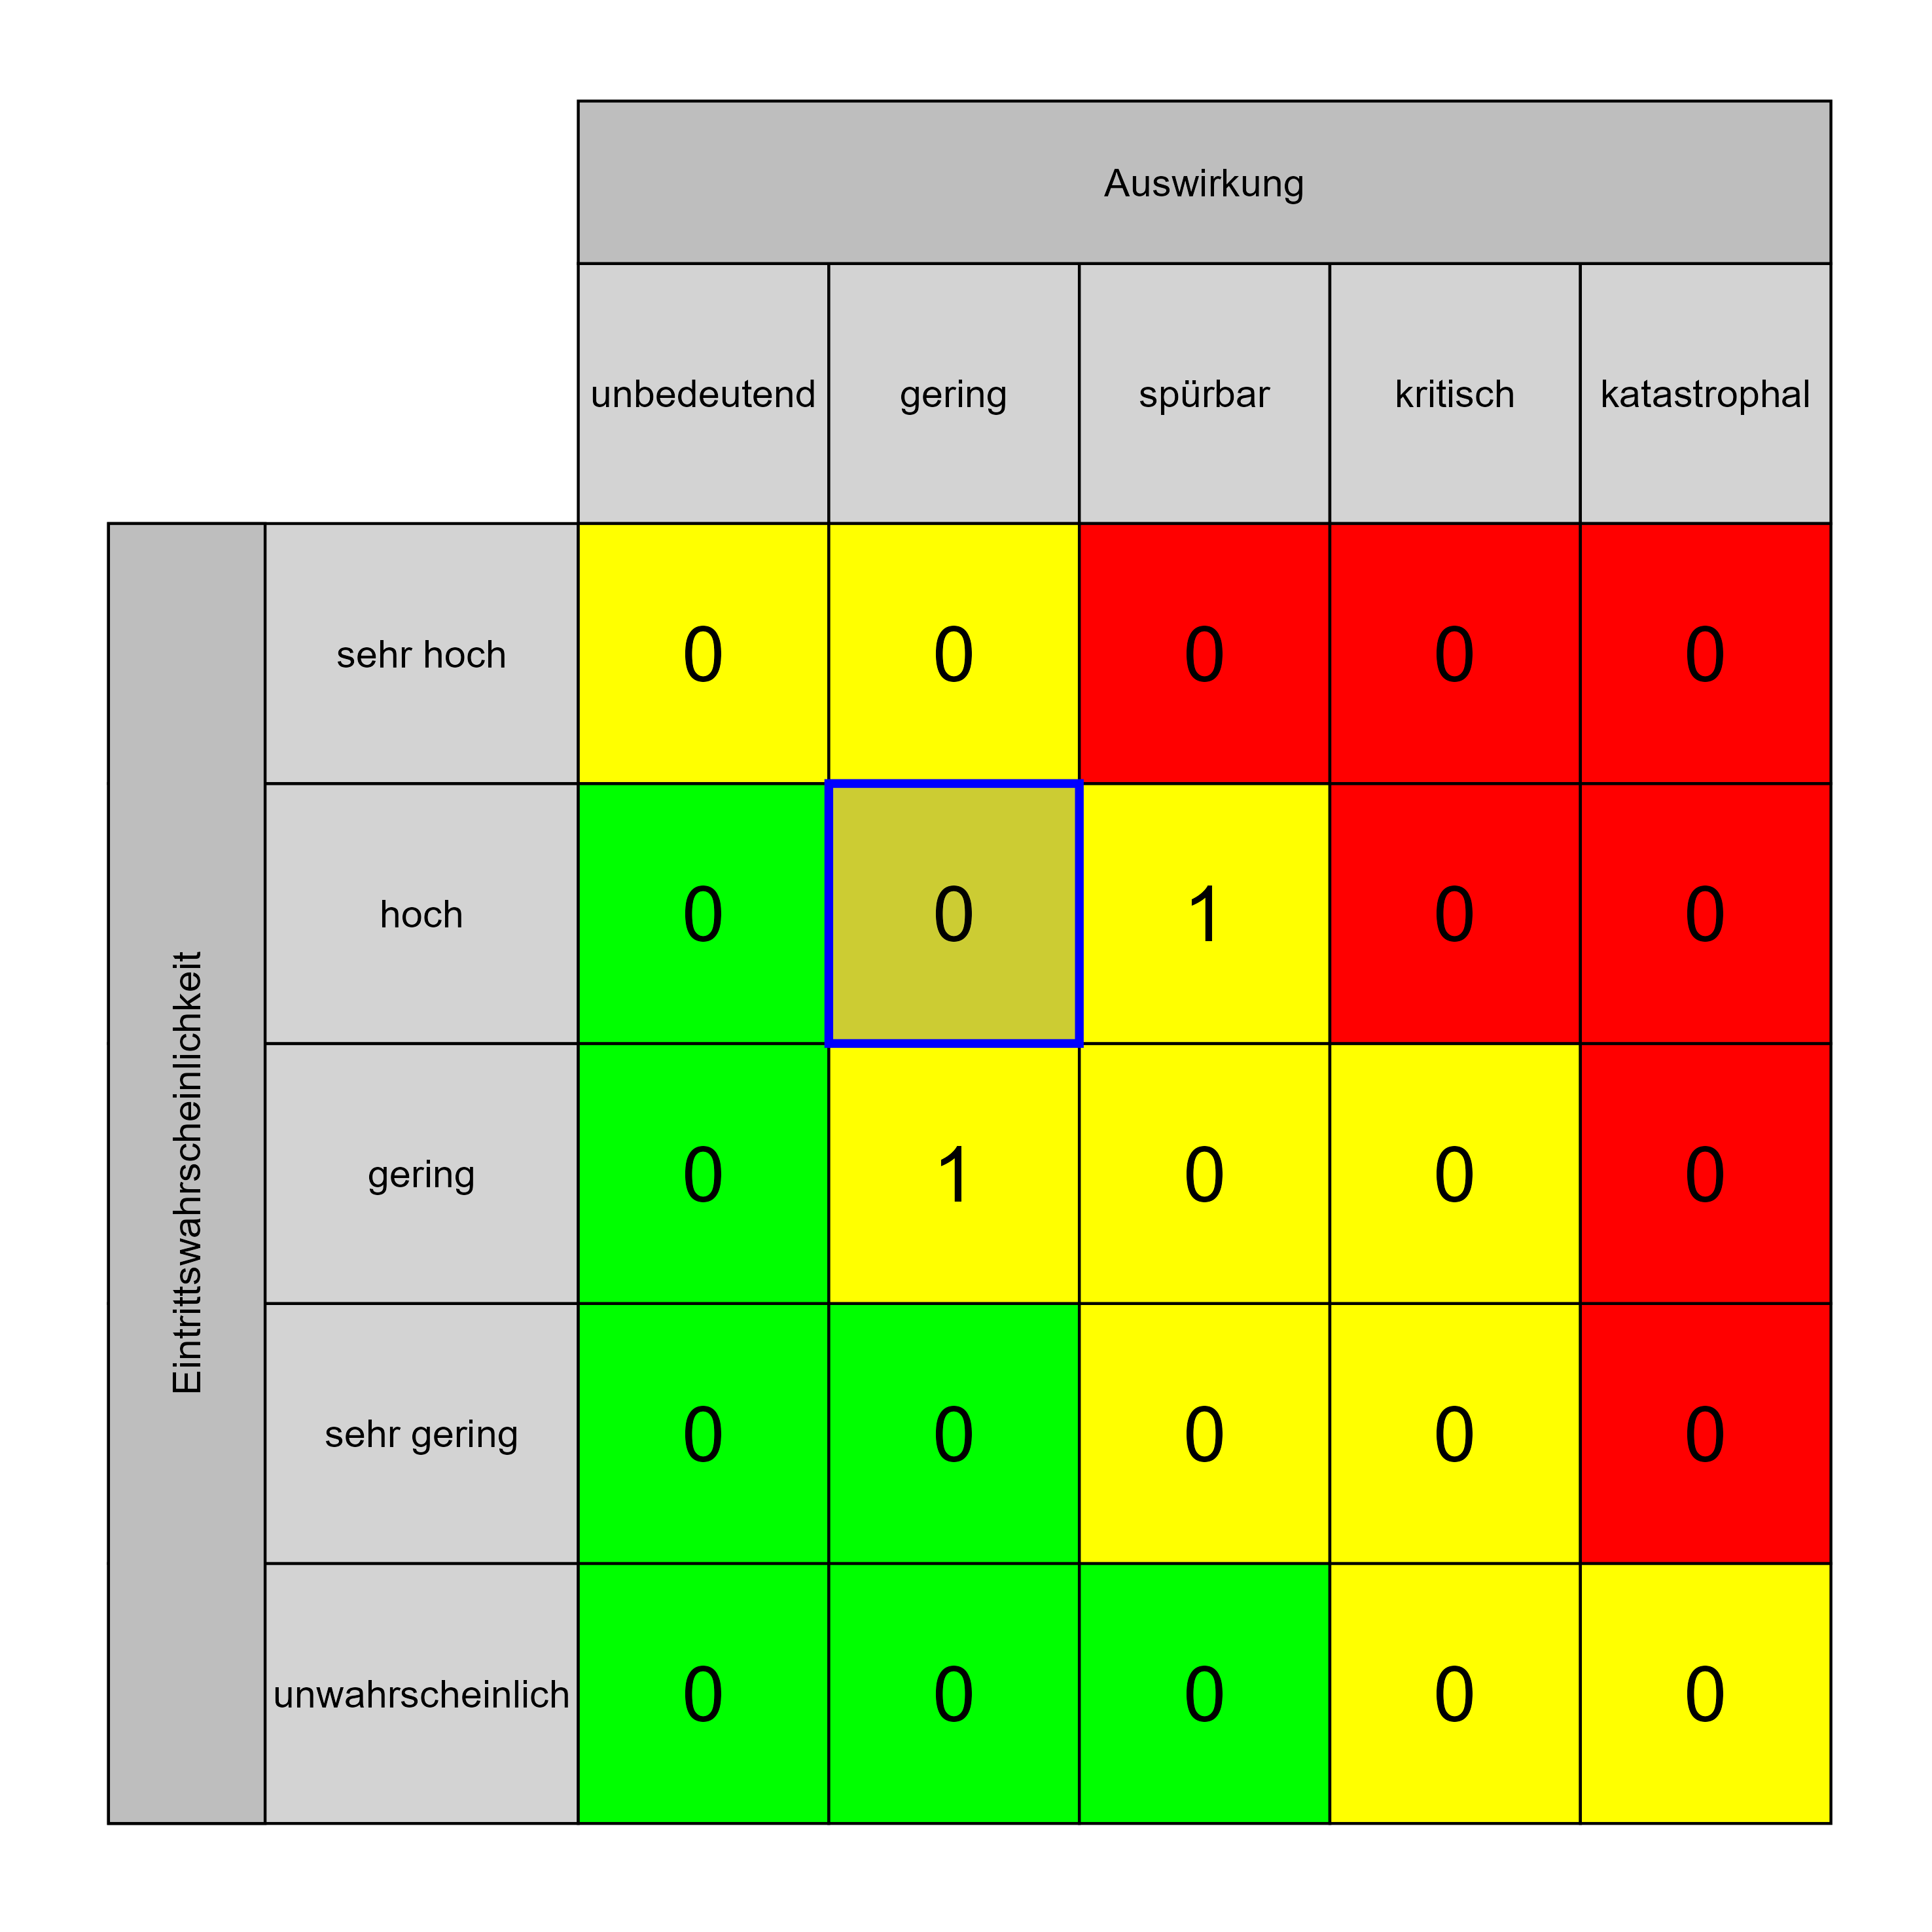 Auswirkung
unbedeutend gering spürbar kritisch katastrophal
Eintrittswahrscheinlichkeit
sehr hoch 0 0 0 0 0
hoch 0 0 1 0 0
gering 0 1 0 0 0
sehr gering 0 0 0 0 0
unwahrscheinlich 0 0 0 0 0